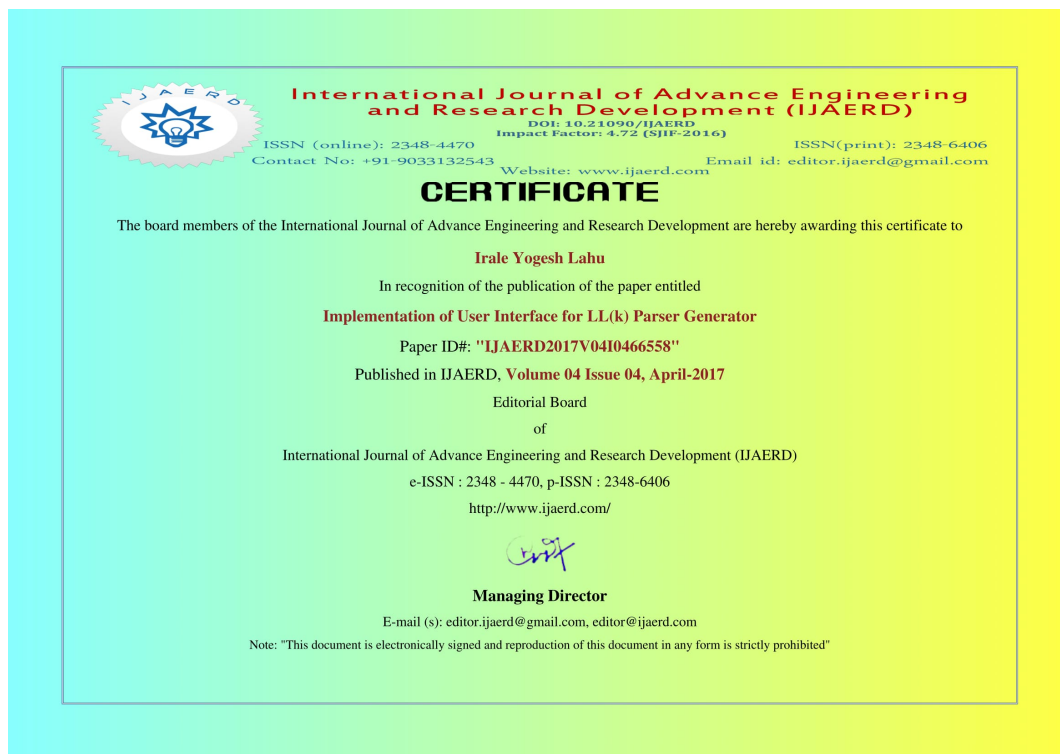 IJAERD
International Journal of Advance Engineering
and Research Development (IJAERD)
DOI: 10.21090/IJAERD
Impact Factor: 4.72 (SJIF-2016)
ISSN (online): 2348-4470
ISSN(print): 2348-6406
Contact No: +91-9033132543
Email id: editor.ijaerd@gmail.com
Website: www.ijaerd.com
CERTIFICATE
The board members of the International Journal of Advance Engineering and Research Development are hereby awarding this certificate to
Irale Yogesh Lahu
In recognition of the publication of the paper entitled
Implementation of User Interface for LL(k) Parser Generator
Paper ID#: "IJAERD2017V04I0466558"
Published in IJAERD, Volume 04 Issue 04, April-2017
Editorial Board
of
International Journal of Advance Engineering and Research Development (IJAERD)
e-ISSN : 2348 - 4470, p-ISSN : 2348-6406
http://www.ijaerd.com/
Managing Director
E-mail (s): editor.ijaerd@gmail.com, editor@ijaerd.com
Note: "This document is electronically signed and reproduction of this document in any form is strictly prohibited"